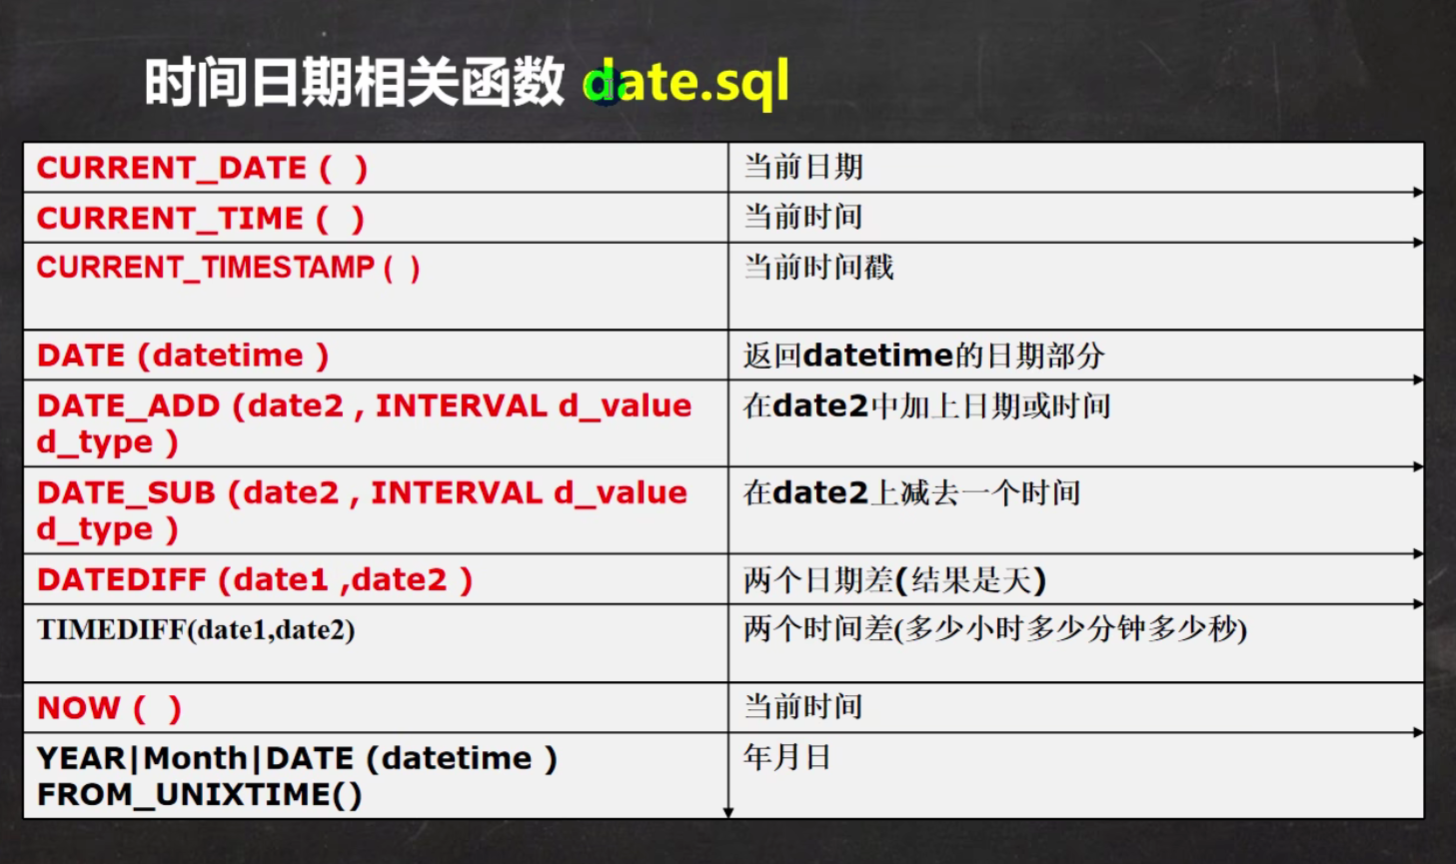 时间日期相关函数 date.sql
CURRENT_DATE (  )
当前日期
CURRENT_TIME (  )
当前时间
CURRENT_TIMESTAMP (  )
当前时间戳
DATE (datetime )
返回datetime的日期部分
DATE_ADD (date2 , INTERVAL d_value
d_type )
在date2中加上日期或时间
DATE_SUB (date2 , INTERVAL d_value
d_type )
在date2上减去一个时间
DATEDIFF (date1 ,date2 )
两个日期差(结果是天)
TIMEDIFF(date1,date2)
两个时间差(多少小时多少分钟多少秒)
NOW (  )
当前时间
YEAR|Month|DATE (datetime )
FROM_UNIXTIME()
年月日